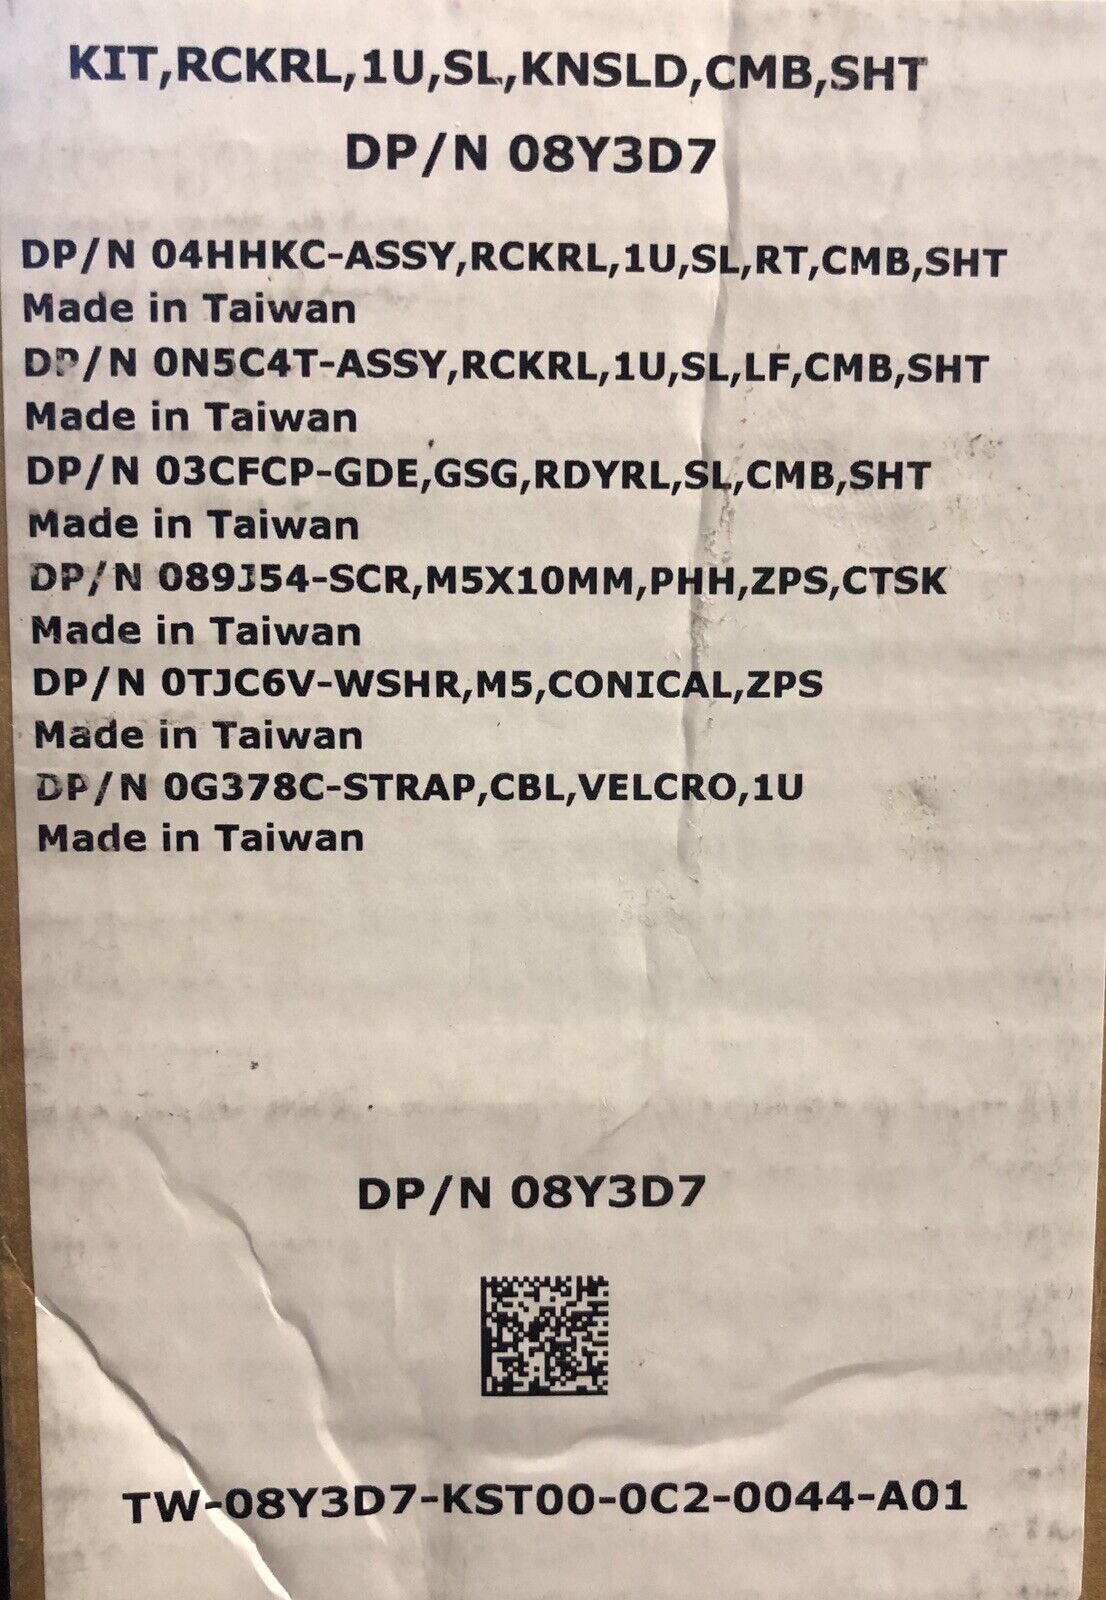 KIT,RCKRL,1U,SL,KNSLD,CMB,SHT
DP/N 08Y3D7
DP/N 04HHKC-ASSY,RCKRL,1U,SL,RT,CMB,SHT
Made in Taiwan
DP/N 0N5C4T-ASSY,RCKRL,1U,SL,LF,CMB,SHT
Made in Taiwan
DP/N 03CFCP-GDE,GSG,RDYRL,SL,CMB,SHT
Made in Taiwan
DP/N 089J54-SCR,M5X10MM,PHH,ZPS,CTSK
Made in Taiwan
DP/N 0TJC6V-WSHR,M5,CONICAL,ZPS
Made in Taiwan
DP/N 0G378C-STRAP,CBL,VELCRO,1U
Made in Taiwan
DP/N 08Y3D7
TW-08Y3D7-KST00-0C2-0044-A01